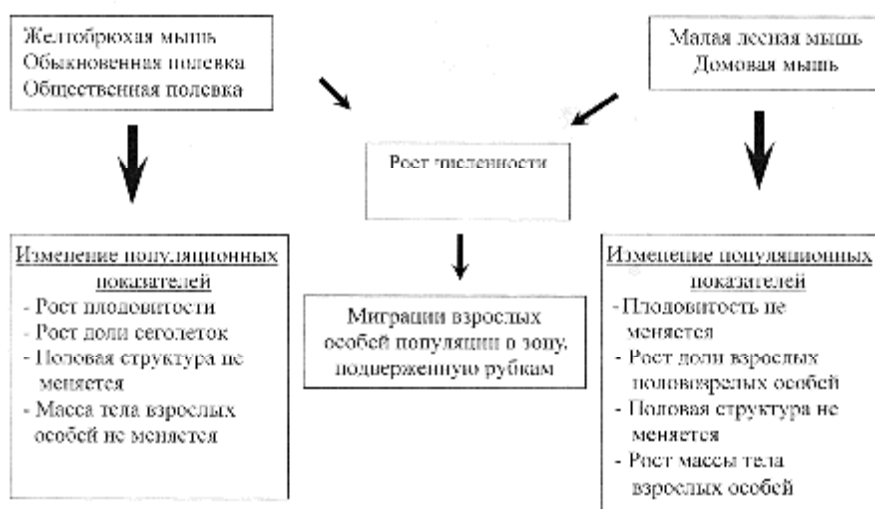 Желтобрюхая мышь
Обыкновенная полевка
Общественная полевка
Малая лесная мышь
Домовая мышь
Рост численности
Изменение популяционных
показателей
- Рост плодовитости
- Рост доли сеголеток
- Половая структура не
меняется
- Масса тела взрослых
особей не меняется
Миграции взрослых
особей популяции в зону,
подверженную рубкам
Изменение популяционных
показателей
-Плодовитость не
меняется
- Рост доли взрослых
половозрелых особей
- Половая структура не
меняется
- Рост массы тела
взрослых особей